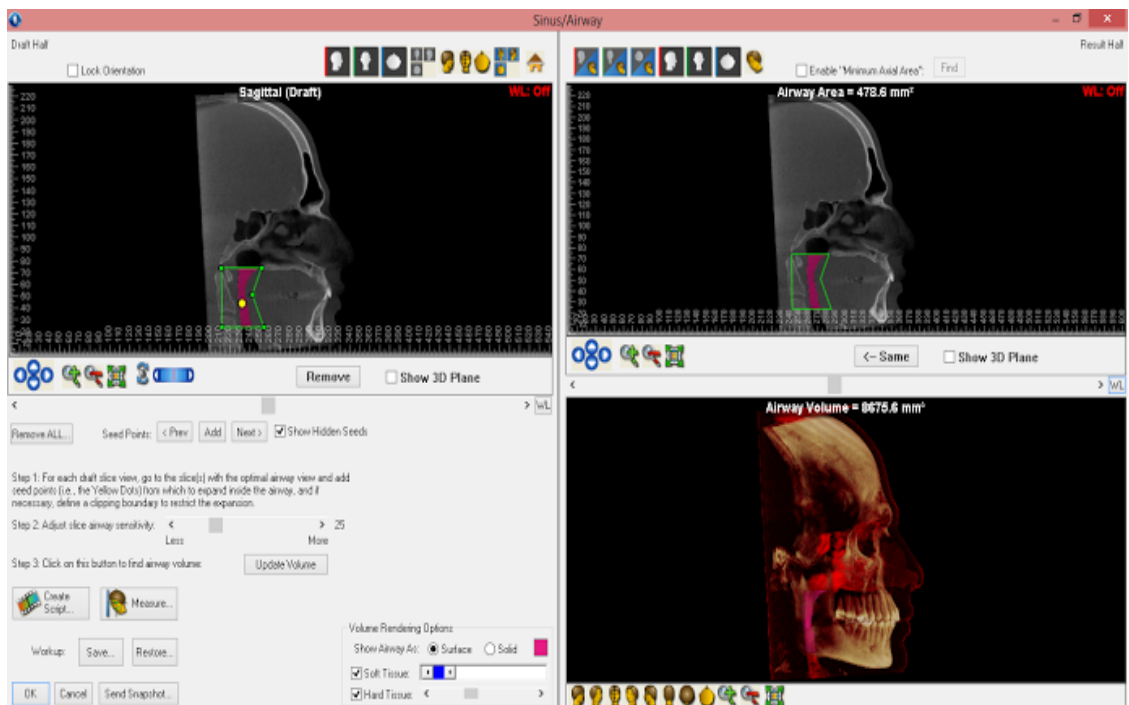 Sinus/Airway
Draft Half
Lock Orientation
Sagittal (Draft)
WL: Off
Remove
Show 3D Plane
WL
Remove ALL...
Seed Points:
< Prev
Add
Next >
Show Hidden Seeds
Step 1: For each draft slice view, go to the slice(s) with the optimal airway view and add
seed points (i.e., the Yellow Dots) from which to expand inside the airway, and if
necessary, define a clipping boundary to restrict the expansion.
Step 2: Adjust slice airway sensitivity:
25
Less
More
Step 3: Click on this button to find airway volume:
Update Volume
Create
Script...
Measure...
Workup:
Save...
Restore...
OK
Cancel
Send Snapshot...
Volume Rendering Options
Show Airway As:
Surface
Solid
Soft Tissue:
Hard Tissue:
Result Half
Enable "Minimum Axial Area":
Find
Airway Area = 478.6 mm²
WL: Off
<- Same
Show 3D Plane
WL
Airway Volume = 8675.6 mm³